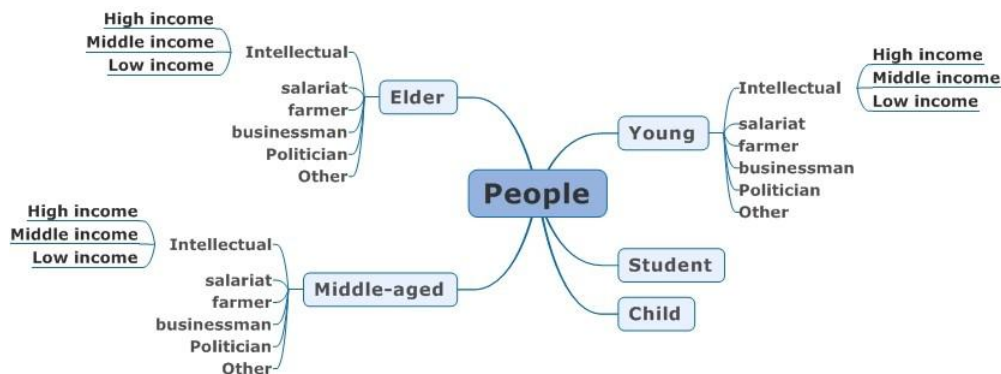 People
Elder
Intellectual
High income
Middle income
Low income
salariat
farmer
businessman
Politician
Other
Middle-aged
Intellectual
High income
Middle income
Low income
salariat
farmer
businessman
Politician
Other
Young
Intellectual
High income
Middle income
Low income
salariat
farmer
businessman
Politician
Other
Student
Child